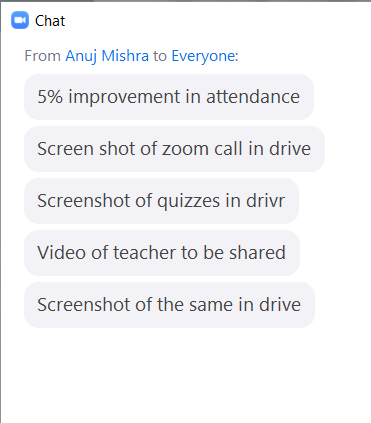 Chat
From Anuj Mishra to Everyone:
5% improvement in attendance
Screen shot of zoom call in drive
Screenshot of quizzes in drivr
Video of teacher to be shared
Screenshot of the same in drive